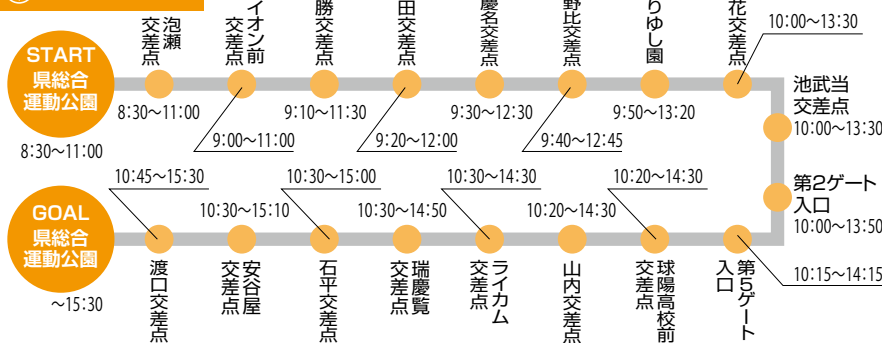 START
県総合
運動公園
8:30~11:00
泡瀬
交差点
8:30~11:00
イオン前
交差点
9:00~11:00
勝交差点
9:10~11:30
田交差点
9:20~12:00
慶名交差点
9:30~12:30
野比交差点
9:40~12:45
りゆし園
9:50~13:20
花交差点
10:00~13:30
池武当
交差点
10:00~13:30
第2ゲート
入口
10:00~13:50
第5ゲート
入口
10:15~14:15
球陽高校前
交差点
10:20~14:30
山内交差点
10:20~14:30
ライカム
交差点
10:30~14:30
瑞慶覧
交差点
10:30~14:50
石平交差点
10:30~15:00
安谷屋
交差点
10:30~15:10
渡口交差点
10:45~15:30
GOAL
県総合
運動公園
~15:30